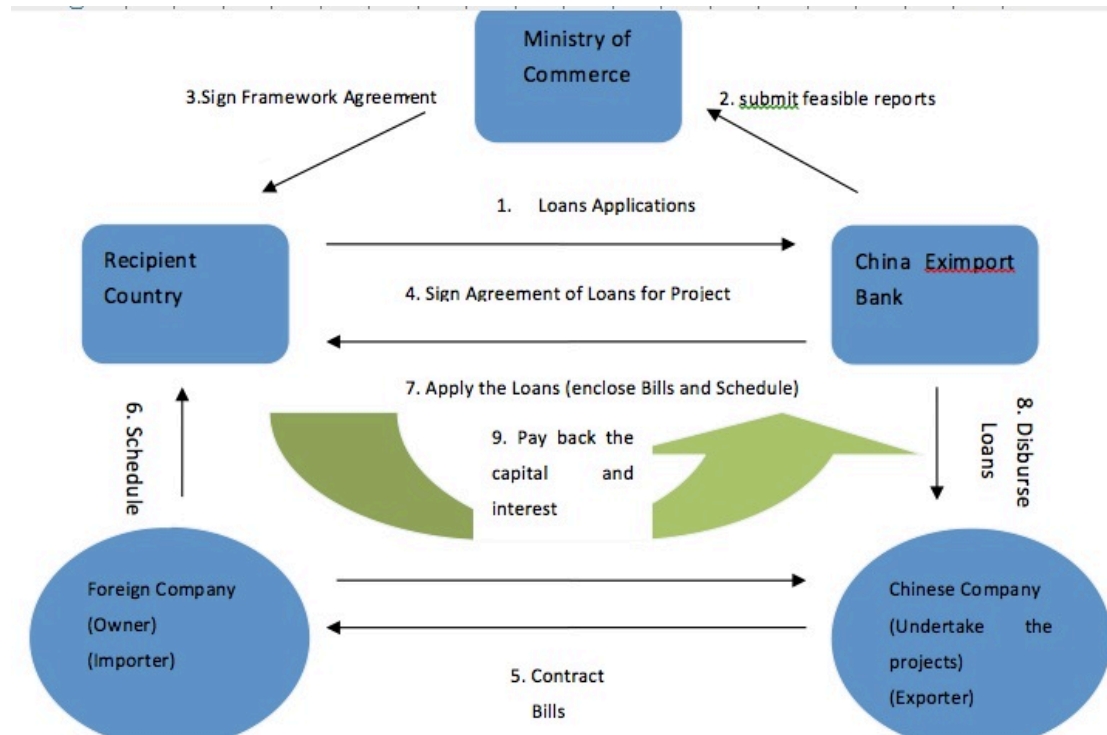 Ministry of
Commerce
3.Sign Framework Agreement
2. submit feasible reports
1. Loans Applications
Recipient
Country
China Eximport
Bank
4. Sign Agreement of Loans for Project
7. Apply the Loans (enclose Bills and Schedule)
6. Schedule
9. Pay back the
capital and
interest
8. Disburse
Loans
Foreign Company
(Owner)
(Importer)
Chinese Company
(Undertake the
projects)
(Exporter)
5. Contract
Bills